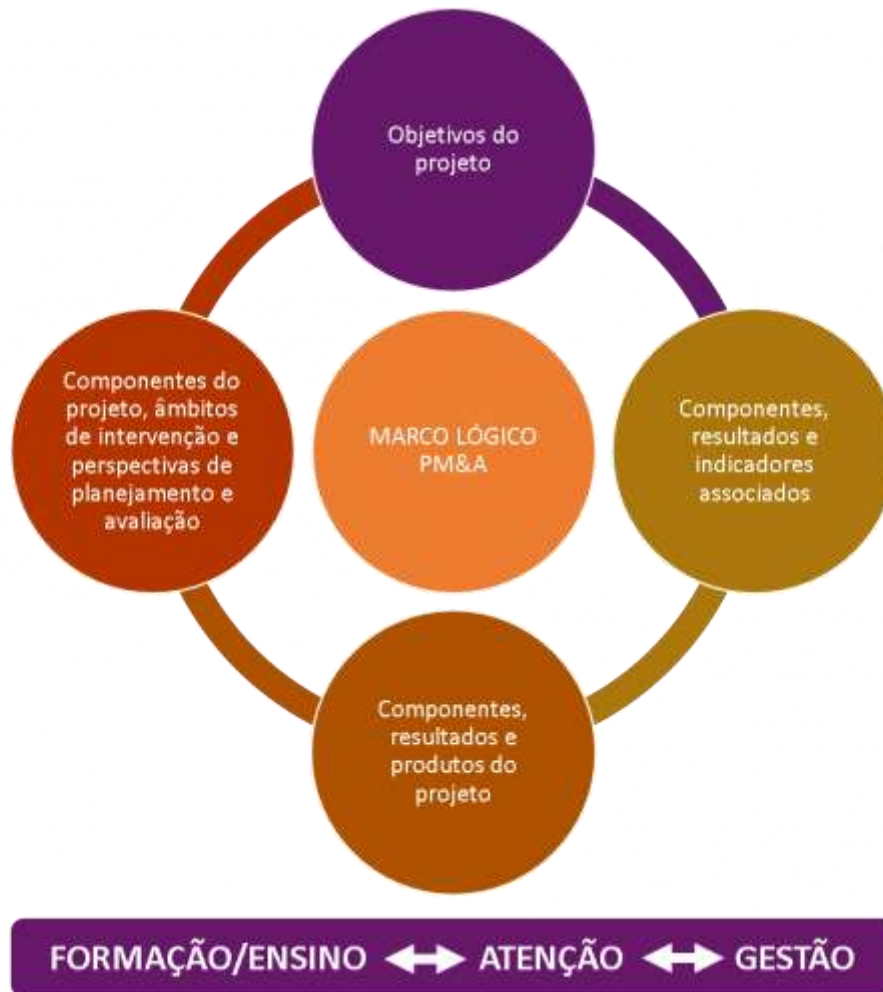 Objetivos do
projeto
Componentes do
projeto, âmbitos
de intervenção e
perspectivas de
planejamento e
avaliação
MARCO LÓGICO
PM&A
Componentes,
resultados e
indicadores
associados
Componentes,
resultados e
produtos do
projeto
FORMAÇÃO/ENSINO ATENÇÃO GESTÃO